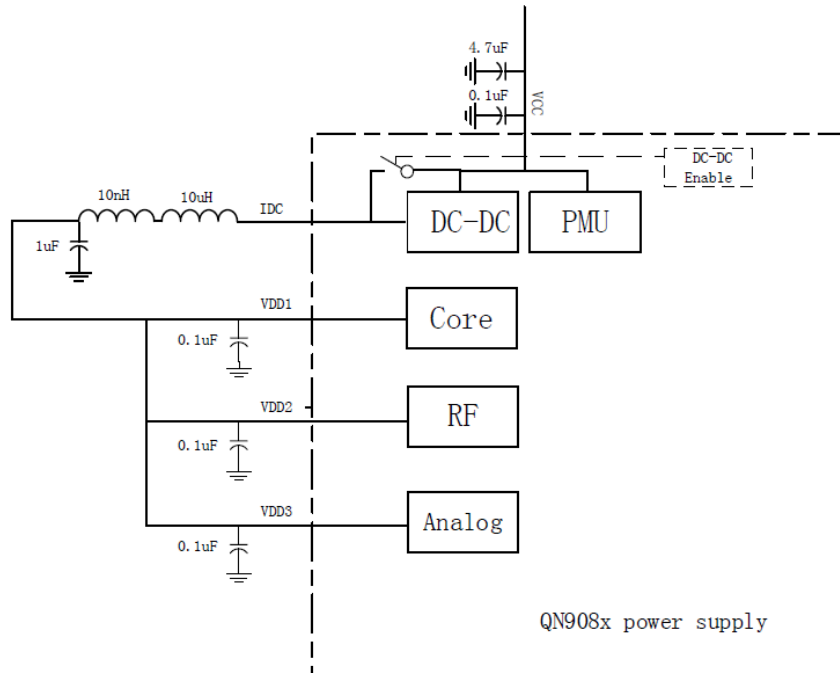 4.7uF
0.1uF
VCC
DC-DC
Enable
10nH
10uH
IDC
DC-DC
PMU
1uF
VDD1
Core
0.1uF
VDD2
RF
0.1uF
VDD3
Analog
0.1uF
QN908x power supply